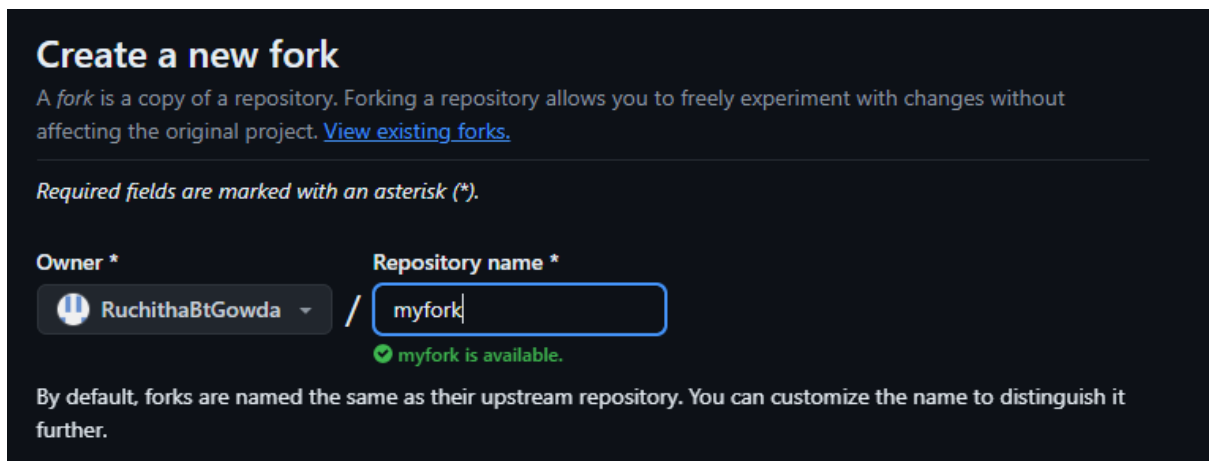 Create a new fork
A fork is a copy of a repository. Forking a repository allows you to freely experiment with changes without
affecting the original project. View existing forks.
Required fields are marked with an asterisk (*).
Owner * Repository name *
RuchithaBtGowda / myfork
myfork is available.
By default, forks are named the same as their upstream repository. You can customize the name to distinguish it
further.